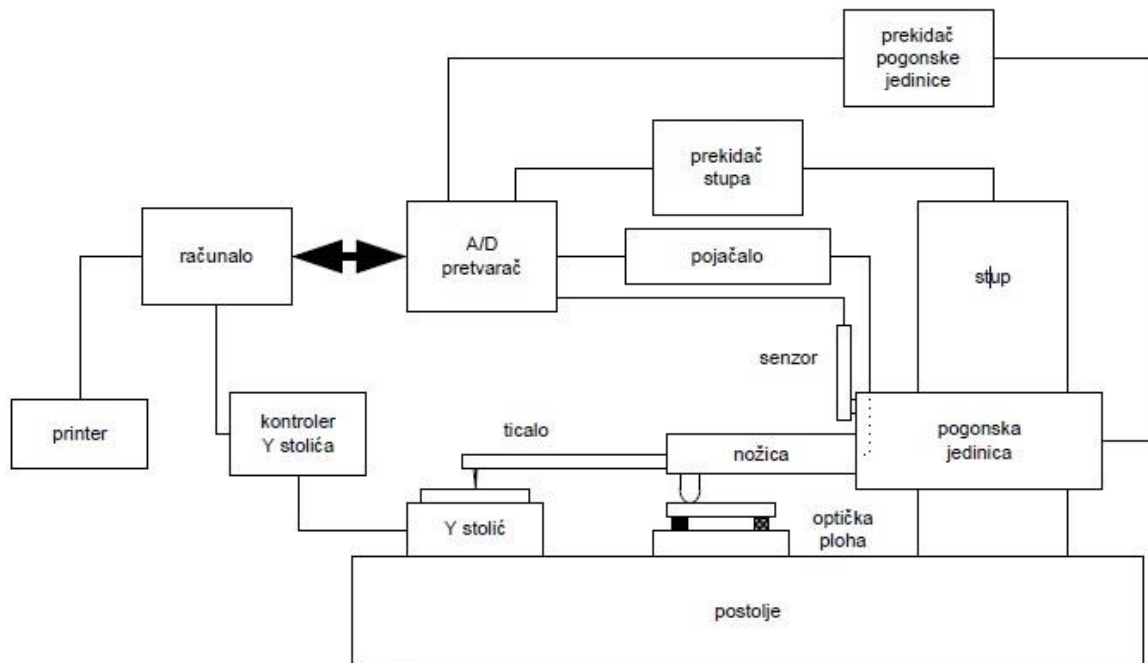 prekidač
pogonske
jedinice
prekidač
stupa
računalo
A/D
pretvarač
pojačalo
stup
senzor
printer
kontroler
Y stolića
ticalo
nožica
pogonska
jedinica
Y stolić
optička
ploha
postolje